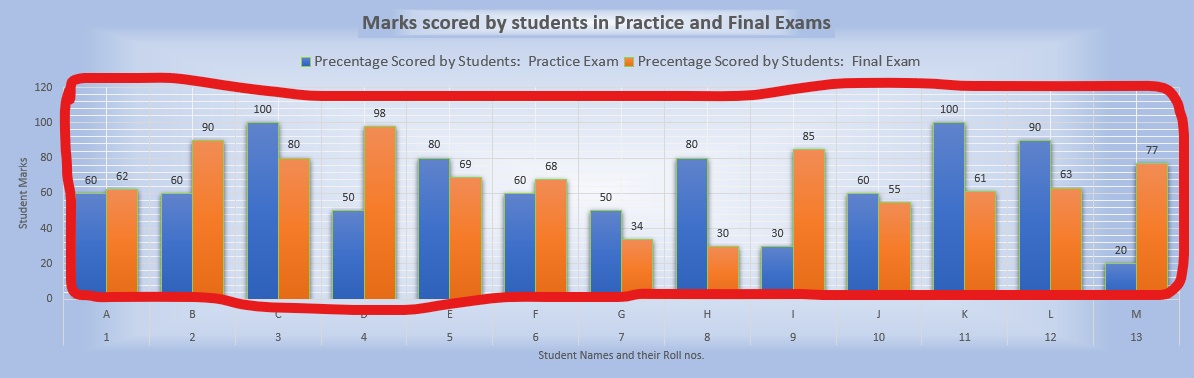 Marks scored by students in Practice and Final Exams
Precentage Scored by Students: Practice Exam Precentage Scored by Students: Final Exam
120
100
80
60
40
20
0
Student Marks
60 62 60 90 100 80 50 98 80 69 60 68 50 34 80 30 30 85 60 55 100 61 90 63 20 77
A B C D E F G H I J K L M
1 2 3 4 5 6 7 8 9 10 11 12 13
Student Names and their Roll nos.